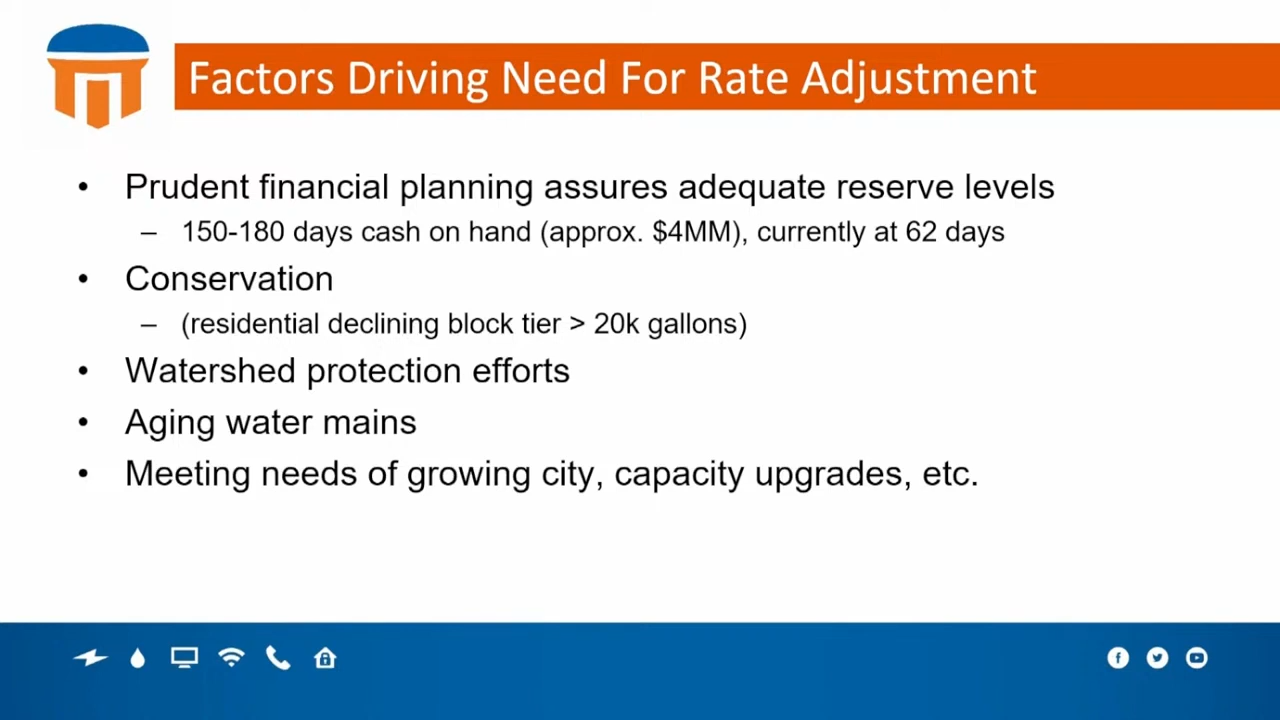 Factors Driving Need For Rate Adjustment
• Prudent financial planning assures adequate reserve levels
– 150-180 days cash on hand (approx. $4MM), currently at 62 days
• Conservation
– (residential declining block tier > 20k gallons)
• Watershed protection efforts
• Aging water mains
• Meeting needs of growing city, capacity upgrades, etc.